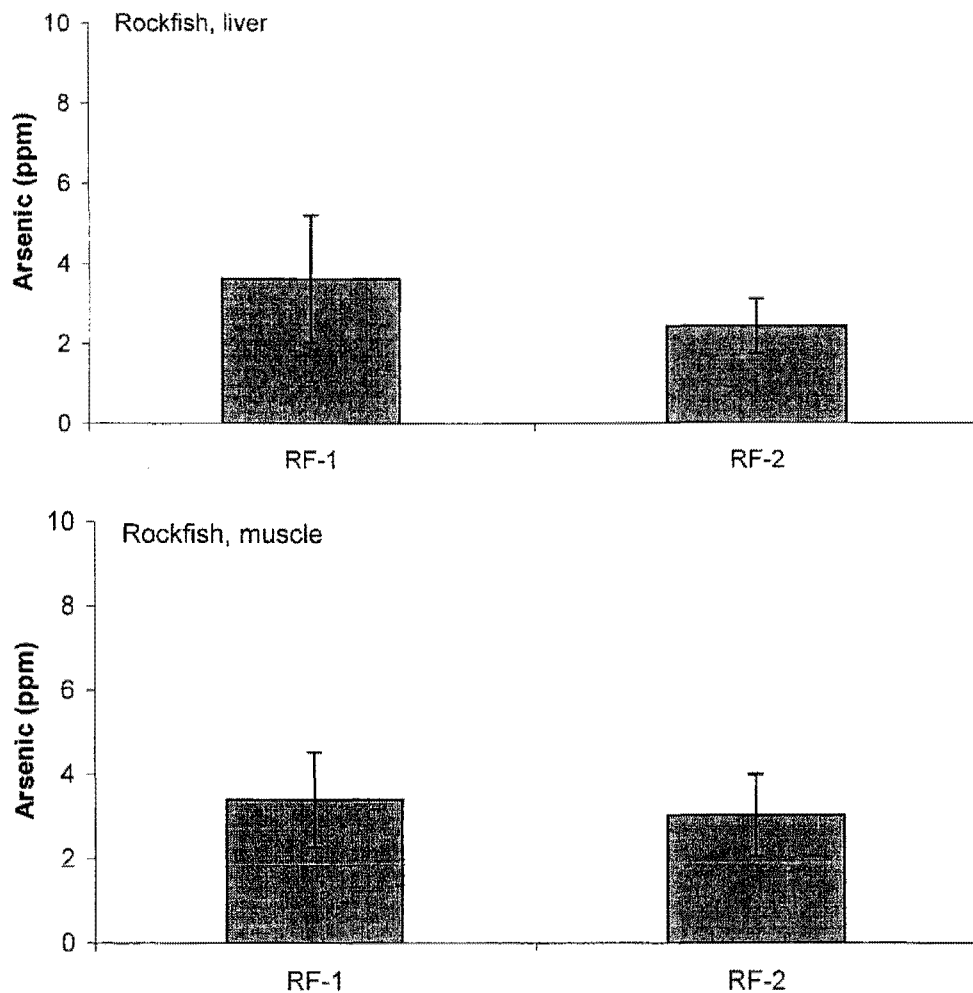 Rockfish, liver
Arsenic (ppm)
10
8
6
4
2
0
RF-1 RF-2
Rockfish, muscle
Arsenic (ppm)
10
8
6
4
2
0
RF-1 RF-2